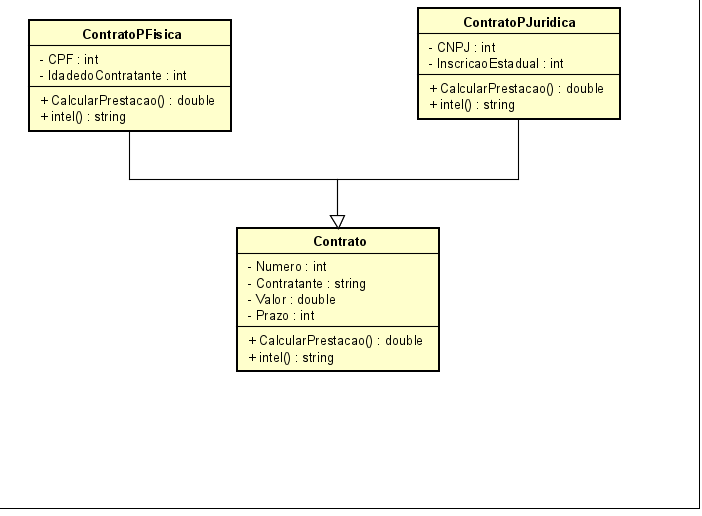 ContratoPFisica
- CPF : int
- IdadedoContratante : int
+ CalcularPrestacao() : double
+ intel() : string
ContratoPJuridica
- CNPJ : int
- InscricaoEstadual : int
+ CalcularPrestacao() : double
+ intel() : string
Contrato
- Numero : int
- Contratante : string
- Valor : double
- Prazo : int
+ CalcularPrestacao() : double
+ intel() : string